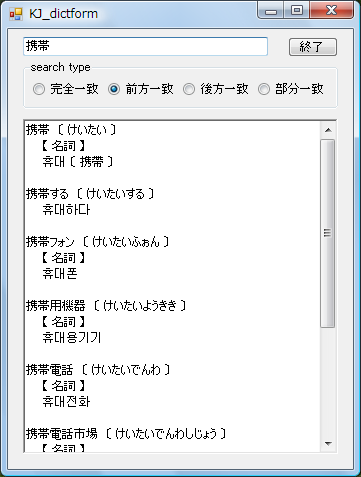 KJ_dictform
携帯
終了
search type
完全一致 前方一致 後方一致 部分一致
携帯 〔 けいたい 〕
【 名詞 】
휴대 〔 携帶 〕
携帯する 〔 けいたいする 〕
휴대하다
携帯フォン 〔 けいたいふぉん 〕
【 名詞 】
휴대폰
携帯用機器 〔 けいたいようきき 〕
【 名詞 】
휴대용기기
携帯電話 〔 けいたいでんわ 〕
【 名詞 】
휴대전화
携帯電話市場 〔 けいたいでんわしじょう 〕
【 名詞 】